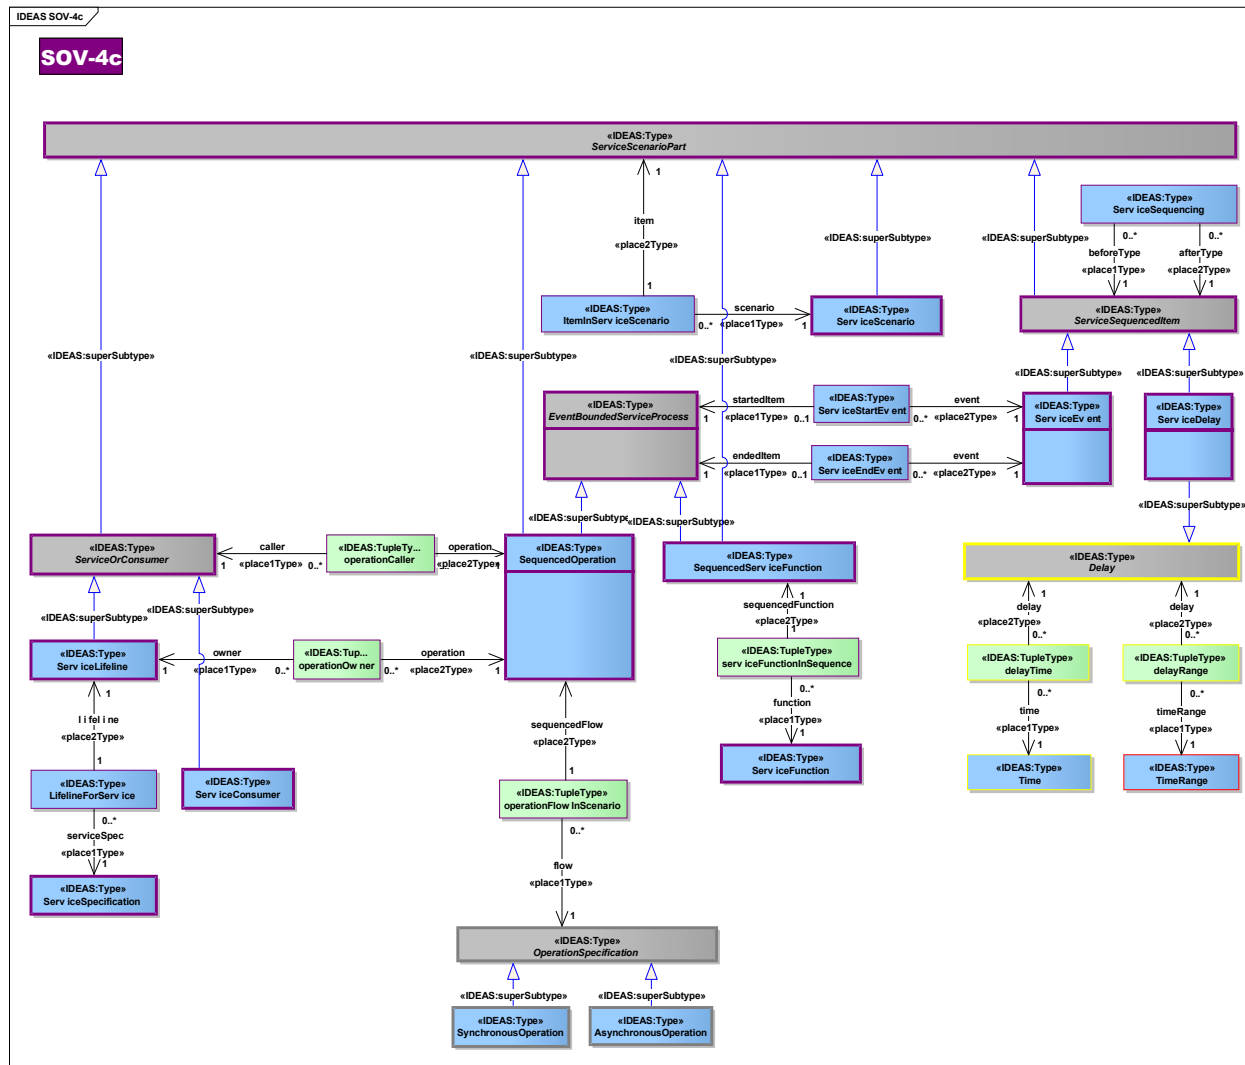 IDEAS SOV-4c
SOV-4c
«IDEAS:Type»
ServiceScenarioPart
«IDEAS:Type»
Serv iceSequencing
1
item
«place2Type»
1
«IDEAS:superSubtype»
«IDEAS:superSubtype»
0..*
beforeType
«place1Type»
1
0..*
afterType
«place2Type»
1
«IDEAS:Type»
ItemInServ iceScenario
scenario
0..*
«place1Type»
1
«IDEAS:Type»
Serv iceScenario
«IDEAS:Type»
ServiceSequencedItem
«IDEAS:superSubtype»
«IDEAS:superSubtype»
«IDEAS:superSubtype»
«IDEAS:superSubtype»
«IDEAS:superSubtype»
«IDEAS:Type»
EventBoundedServiceProcess
startedItem
1
«place1Type»
0..1
«IDEAS:Type»
Serv iceStartEv ent
event
0..*
«place2Type»
1
«IDEAS:Type»
Serv iceEv ent
«IDEAS:Type»
Serv iceDelay
endedItem
1
«place1Type»
0..1
«IDEAS:Type»
Serv iceEndEv ent
event
0..*
«place2Type»
1
«IDEAS:superSubtype»
«IDEAS:superSubtype»
«IDEAS:superSubtype»
«IDEAS:Type»
ServiceOrConsumer
caller
1
«place1Type»
0..*
«IDEAS:TupleTy...
operationCaller
operation
0..*
«place2Type»
1
«IDEAS:Type»
SequencedOperation
«IDEAS:Type»
SequencedServ iceFunction
«IDEAS:Type»
Delay
«IDEAS:superSubtype»
«IDEAS:superSubtype»
1
sequencedFunction
«place2Type»
1
1
delay
«place2Type»
0..*
1
delay
«place2Type»
0..*
«IDEAS:Type»
Serv iceLifeline
owner
1
«place1Type»
0..*
«IDEAS:Tup...
operationOw ner
operation
0..*
«place2Type»
1
«IDEAS:TupleType»
serv iceFunctionInSequence
«IDEAS:TupleType»
delayTime
«IDEAS:TupleType»
delayRange
1
l i fel i ne
«place2Type»
1
sequencedFlow
«place2Type»
1
0..*
function
«place1Type»
1
0..*
time
«place1Type»
1
0..*
timeRange
«place1Type»
1
«IDEAS:Type»
LifelineForServ ice
«IDEAS:Type»
Serv iceConsumer
«IDEAS:TupleType»
operationFlow InScenario
«IDEAS:Type»
Serv iceFunction
«IDEAS:Type»
Time
«IDEAS:Type»
TimeRange
0..*
serviceSpec
«place1Type»
1
0..*
flow
«place1Type»
1
«IDEAS:Type»
Serv iceSpecification
«IDEAS:Type»
OperationSpecification
«IDEAS:superSubtype»
«IDEAS:superSubtype»
«IDEAS:Type»
SynchronousOperation
«IDEAS:Type»
AsynchronousOperation